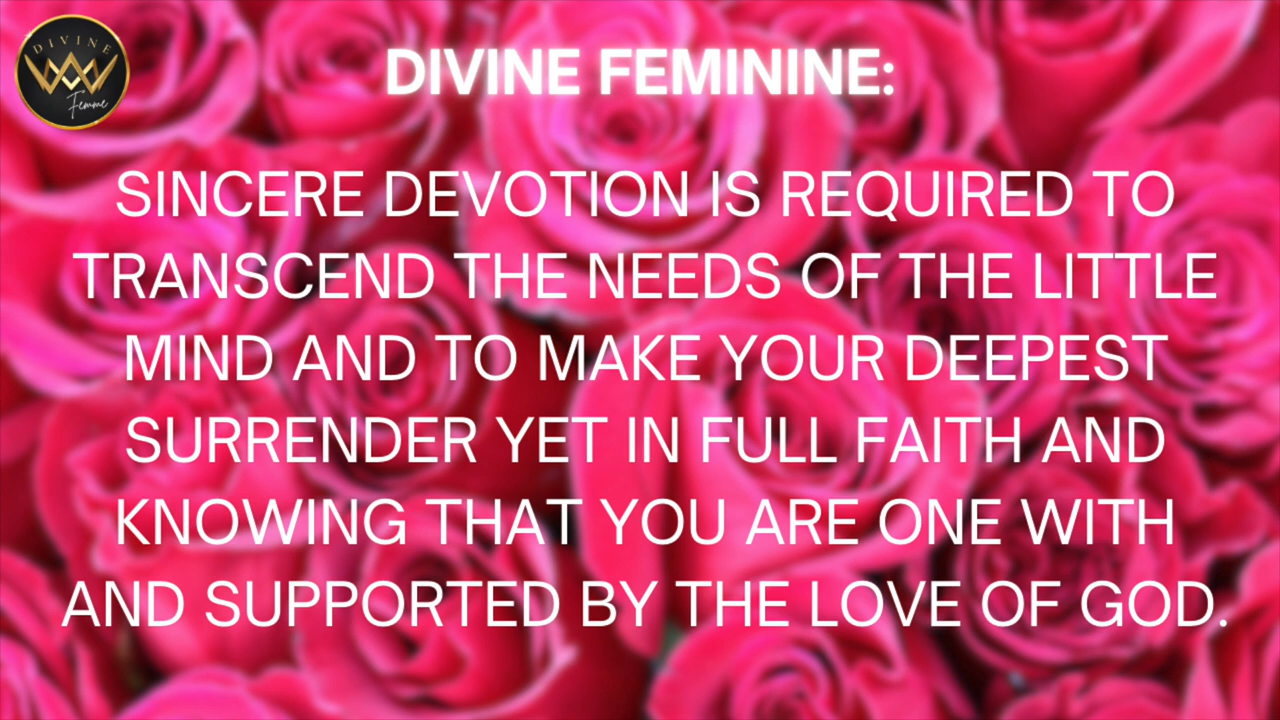 DIVINE
Femme
DIVINE FEMININE:
SINCERE DEVOTION IS REQUIRED TO
TRANSCEND THE NEEDS OF THE LITTLE
MIND AND TO MAKE YOUR DEEPEST
SURRENDER YET IN FULL FAITH AND
KNOWING THAT YOU ARE ONE WITH
AND SUPPORTED BY THE LOVE OF GOD.